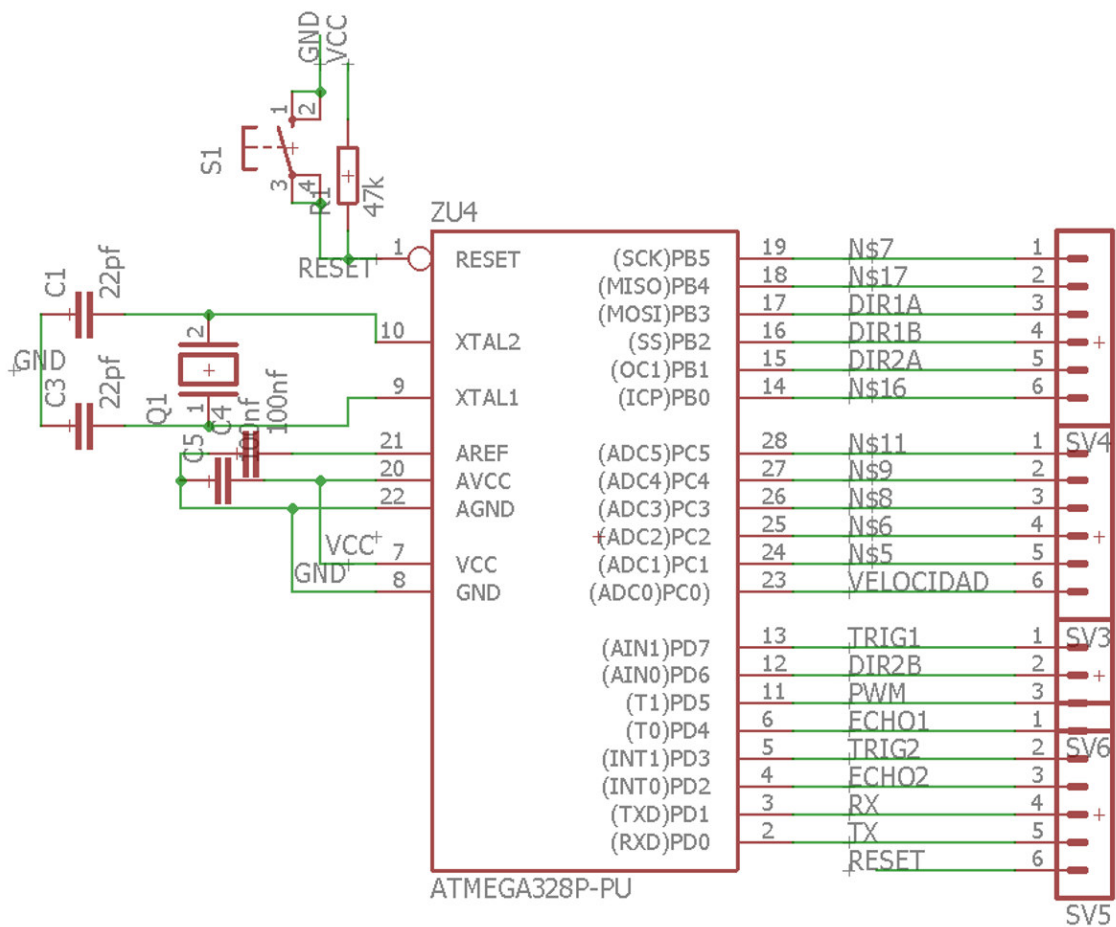 GND
VCC
1
2
S1
3
4
R1
47k
ZU4
RESET
1
RESET
C1
22pf
2
10
XTAL2
GND
C3
22pf
Q1
1
9
XTAL1
C4
100nf
C5
100nf
21
AREF
20
AVCC
22
AGND
VCC
7
VCC
GND
8
GND
(SCK)PB5 19 N$7 1
(MISO)PB4 18 N$17 2
(MOSI)PB3 17 DIR1A 3
(SS)PB2 16 DIR1B 4
(OC1)PB1 15 DIR2A 5
(ICP)PB0 14 N$16 6
SV4
(ADC5)PC5 28 N$11 1
(ADC4)PC4 27 N$9 2
(ADC3)PC3 26 N$8 3
(ADC2)PC2 25 N$6 4
(ADC1)PC1 24 N$5 5
(ADC0)PC0) 23 VELOCIDAD 6
SV3
(AIN1)PD7 13 TRIG1 1
(AIN0)PD6 12 DIR2B 2
(T1)PD5 11 PWM 3
(T0)PD4 6 ECHO1 1
SV6
(INT1)PD3 5 TRIG2 2
(INT0)PD2 4 ECHO2 3
(TXD)PD1 3 RX 4
(RXD)PD0 2 TX 5
RESET 6
ATMEGA328P-PU
SV5